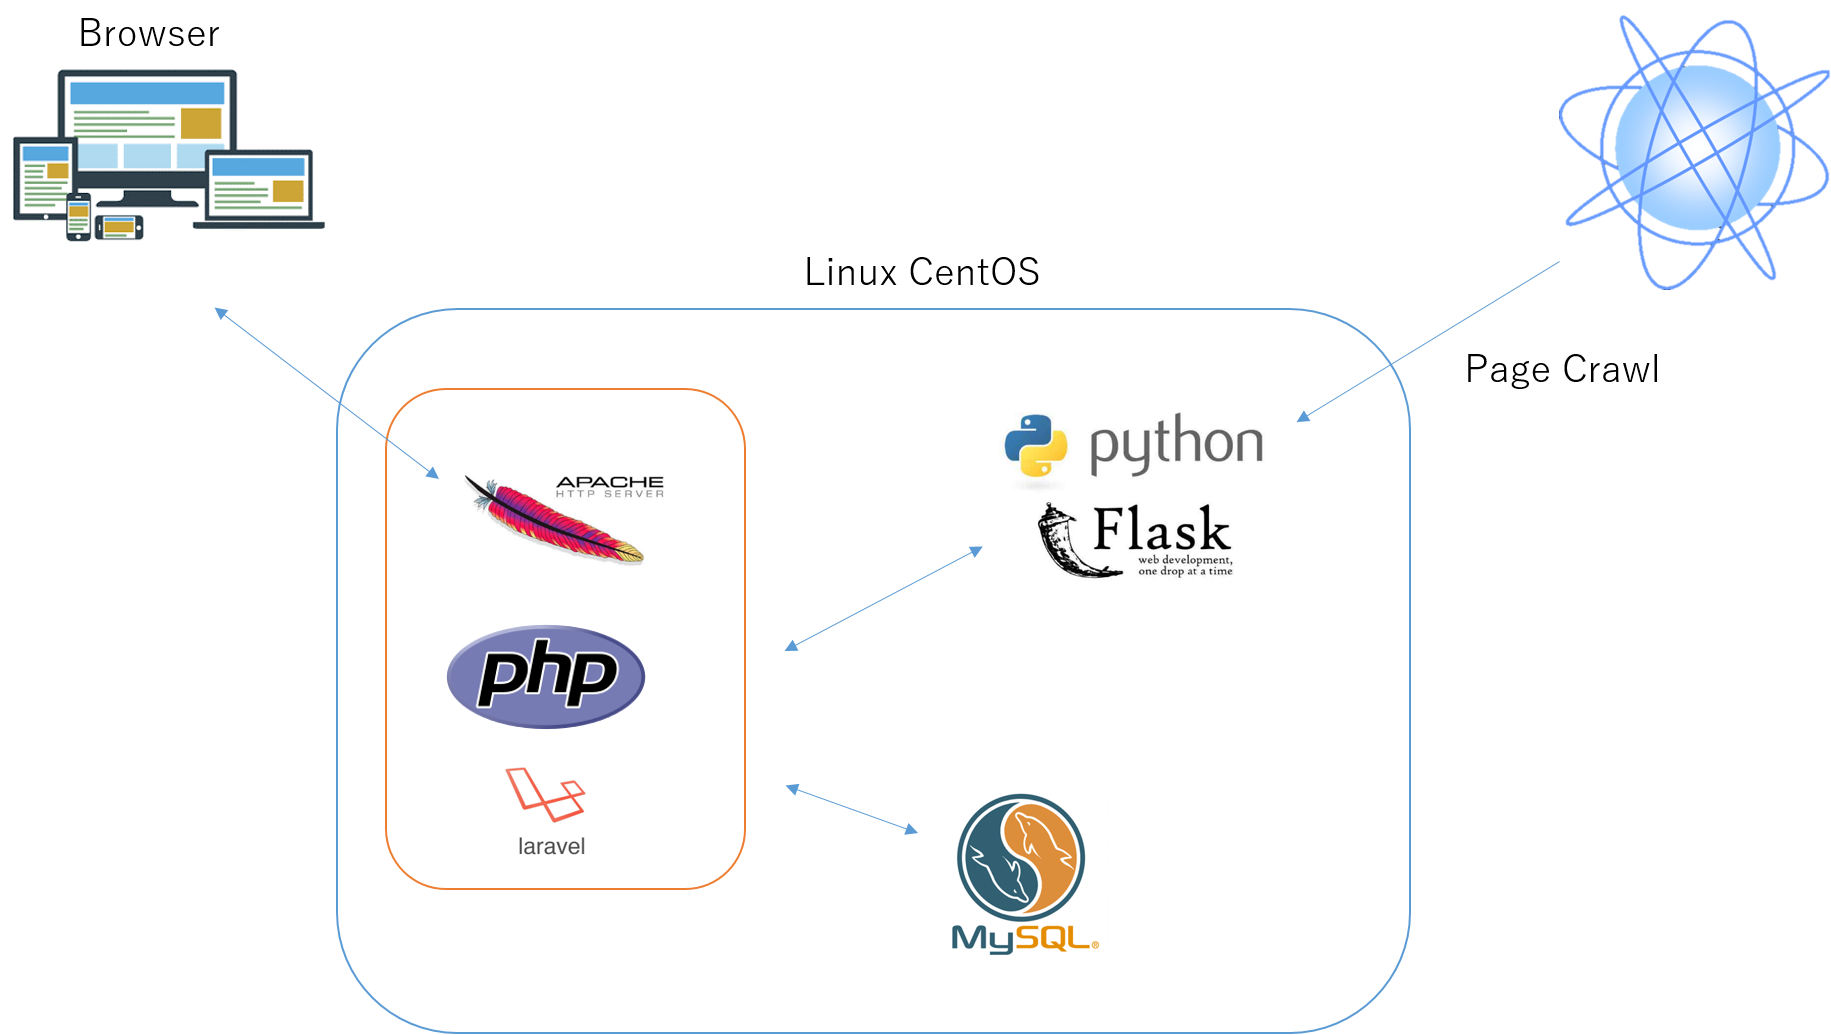 Browser
Linux CentOS
Page Crawl
APACHE
HTTP SERVER
python
Flask
web development,
one drop at a time
php
laravel
MySQL®